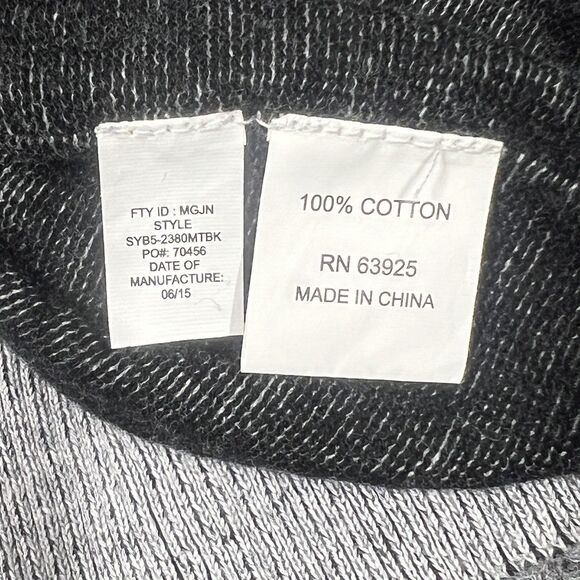 FTY ID : MGJN
STYLE
SYB5-2380MTBK
PO#: 70456
DATE OF
MANUFACTURE:
06/15
100% COTTON
RN 63925
MADE IN CHINA